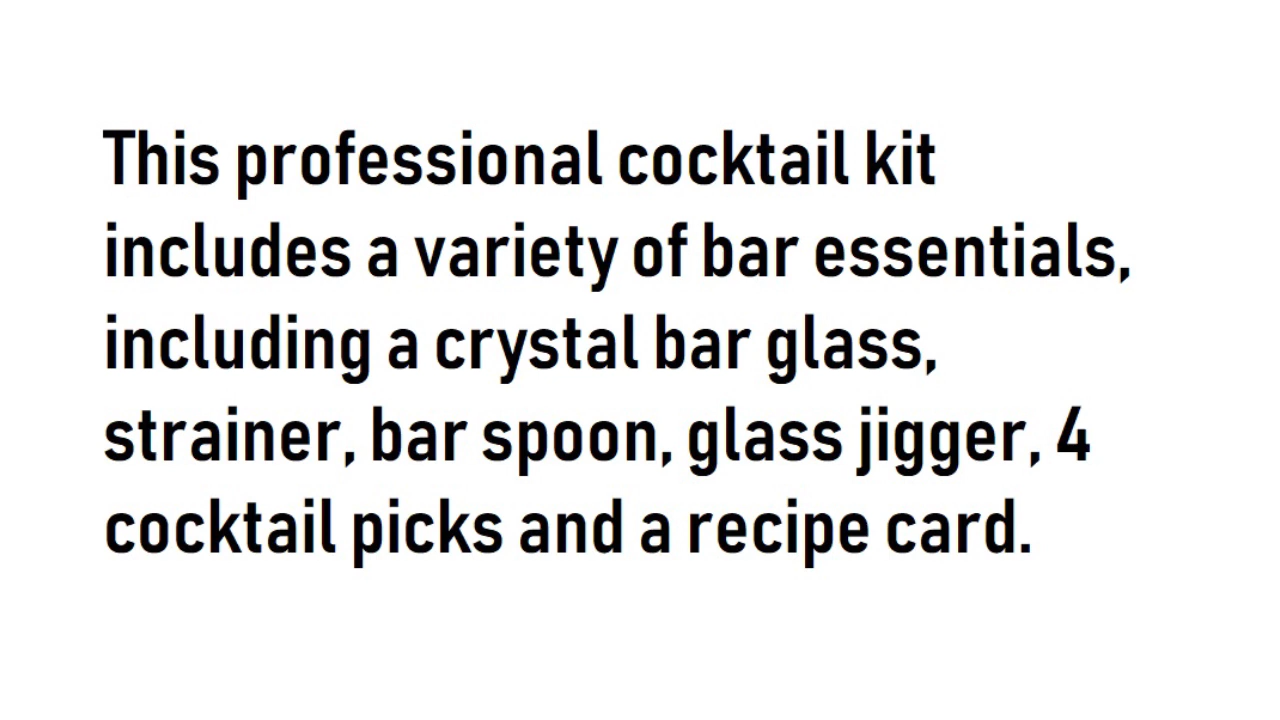 This professional cocktail kit
includes a variety of bar essentials,
including a crystal bar glass,
strainer, bar spoon, glass jigger, 4
cocktail picks and a recipe card.